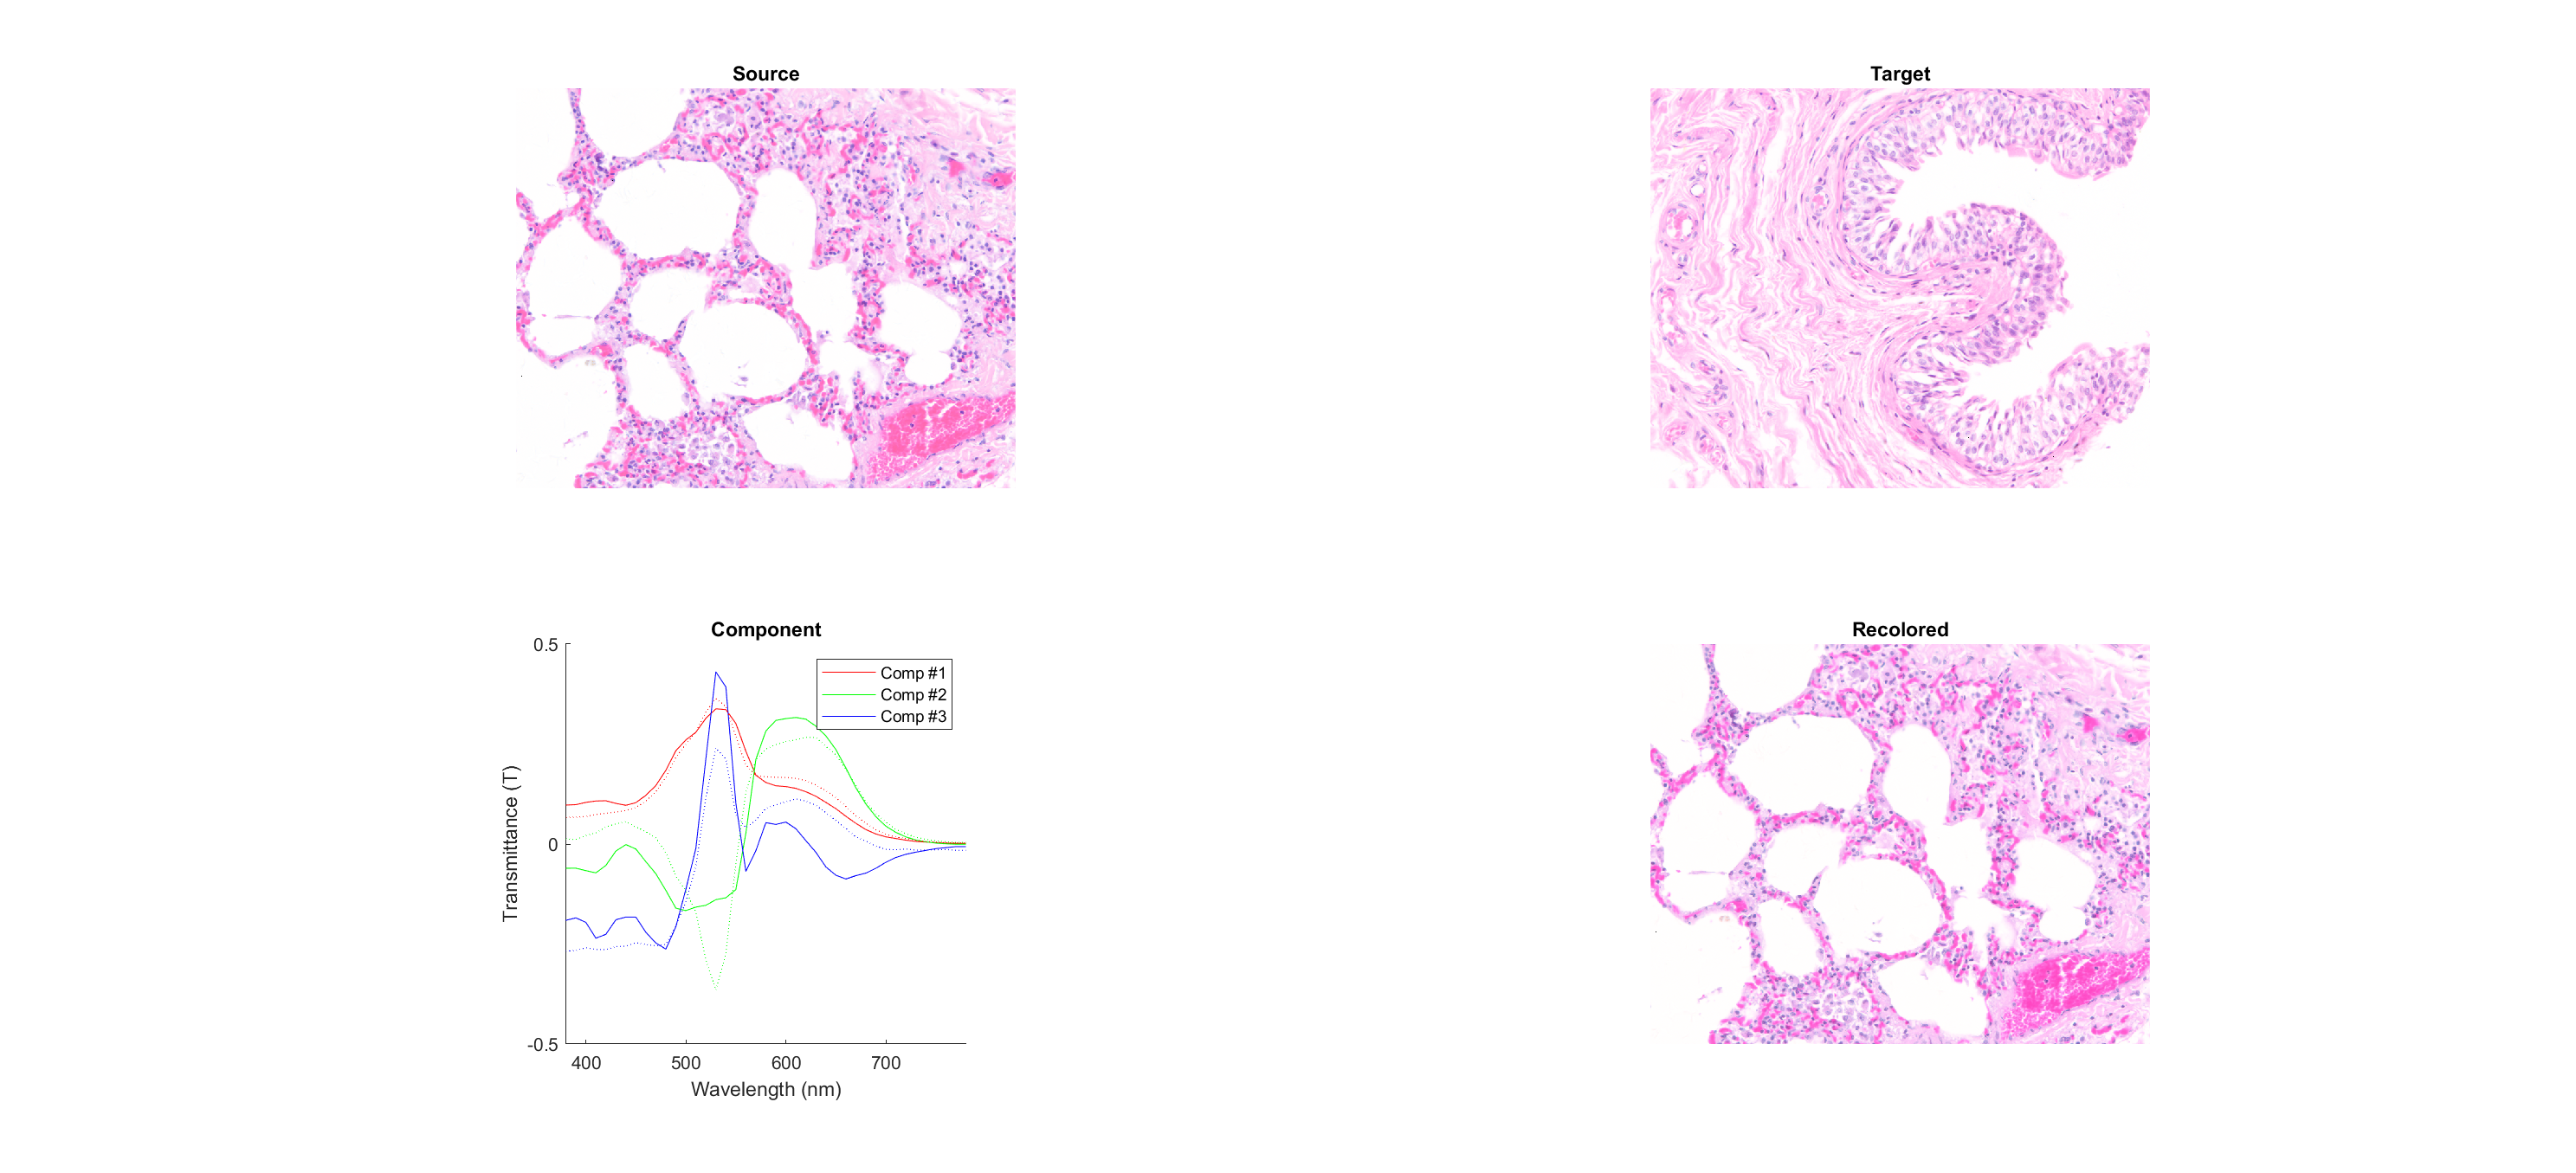 Source
Target
Component
0.5
0
-0.5
Transmittance (T)
400 500 600 700
Wavelength (nm)
Comp #1
Comp #2
Comp #3
Recolored